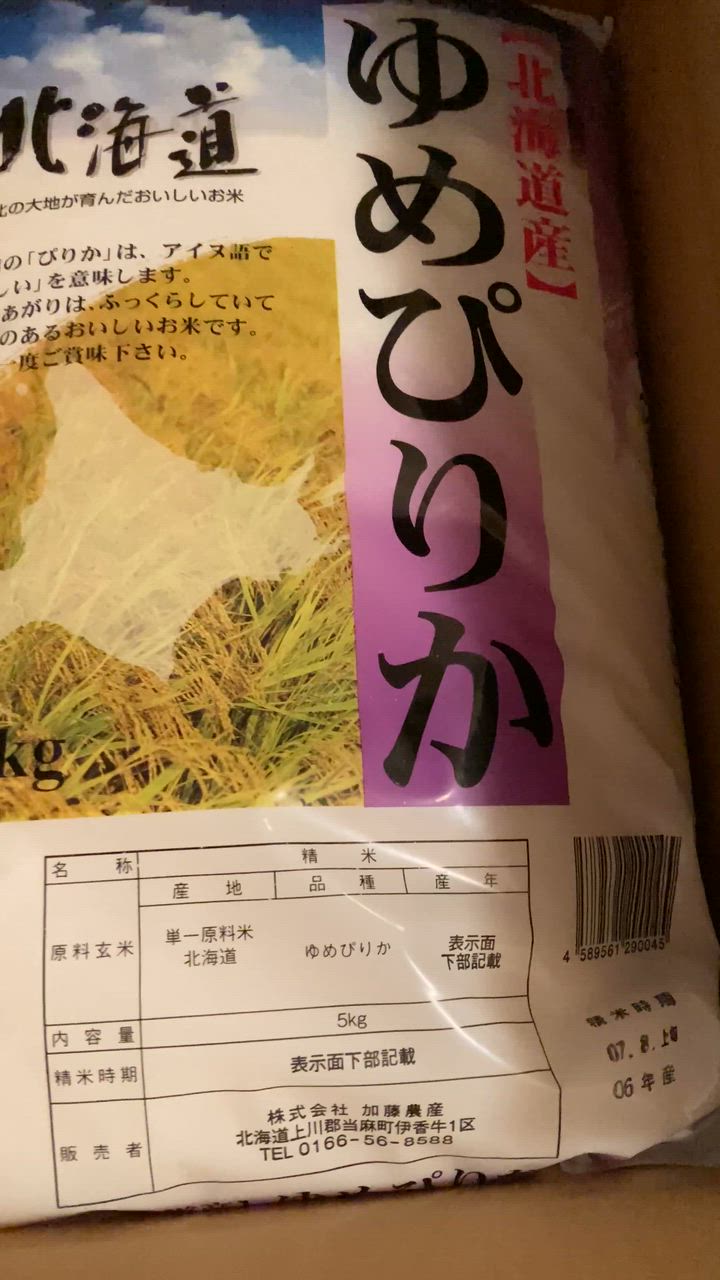 【北海道産】
ゆめぴりか
北海道
北の大地が育んだおいしいお米
の「ぴりか」は、アイヌ語で
しい」を意味します。
あがりは、ふっくらしていて
のあるおいしいお米です。
一度ご賞味下さい。
kg
名称 精米
原料玄米 産地 品種 産年
単一原料米 北海道 ゆめぴりか 表示面下部記載
内容量 5kg
精米時期 表示面下部記載
販売者 株式会社 加藤農産
北海道上川郡当麻町伊香牛1区
TEL 0166-56-8588
4 589561 290045
精米時期
07. 8. 上旬
06年産
ゆめぴりか